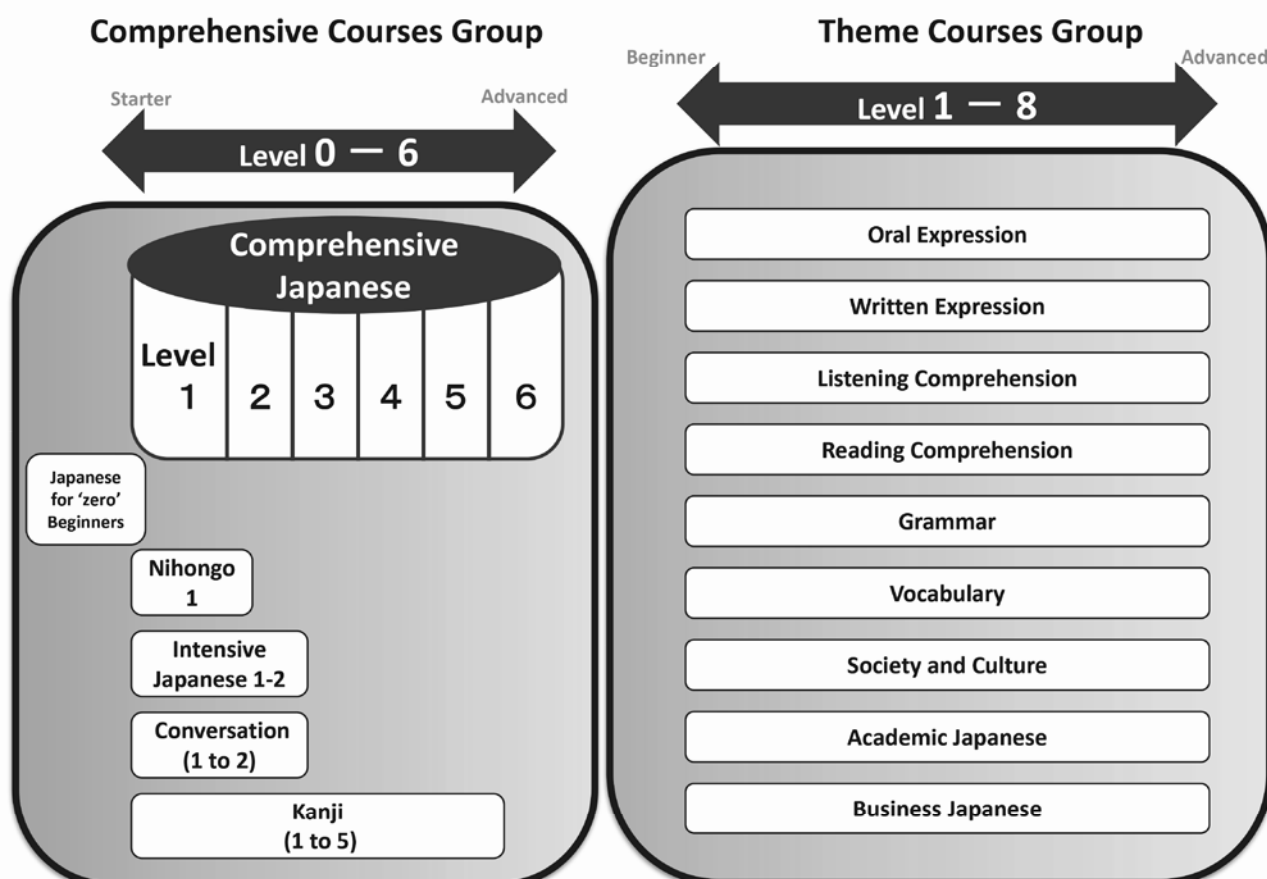 Comprehensive Courses Group
Starter
Advanced
Level 0 — 6
Comprehensive
Japanese
Level
1
2
3
4
5
6
Japanese
for ‘zero’
Beginners
Nihongo
1
Intensive
Japanese 1-2
Conversation
(1 to 2)
Kanji
(1 to 5)
Theme Courses Group
Beginner
Advanced
Level 1 — 8
Oral Expression
Written Expression
Listening Comprehension
Reading Comprehension
Grammar
Vocabulary
Society and Culture
Academic Japanese
Business Japanese